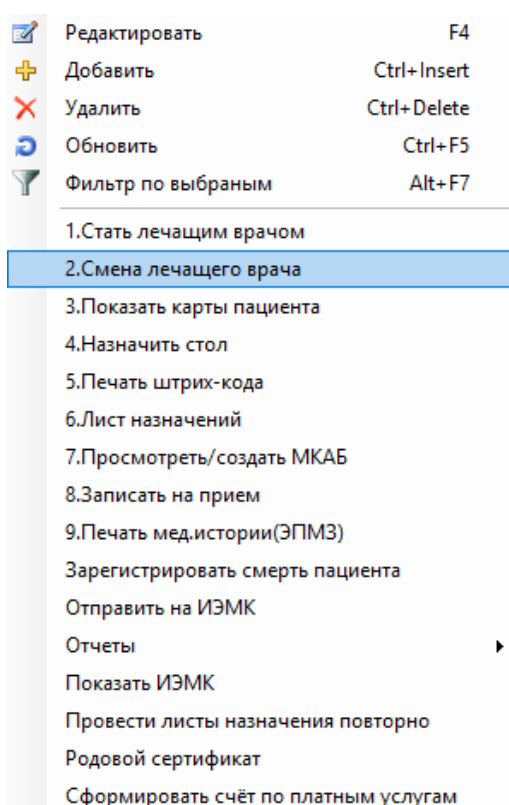 Редактировать F4
Добавить Ctrl+Insert
Удалить Ctrl+Delete
Обновить Ctrl+F5
Фильтр по выбраным Alt+F7
1.Стать лечащим врачом
2.Смена лечащего врача
3.Показать карты пациента
4.Назначить стол
5.Печать штрих-кода
6.Лист назначений
7.Просмотреть/создать МКАБ
8.Записать на прием
9.Печать мед.истории(ЭПМЗ)
Зарегистрировать смерть пациента
Отправить на ИЭМК
Отчеты
Показать ИЭМК
Провести листы назначения повторно
Родовой сертификат
Сформировать счёт по платным услугам